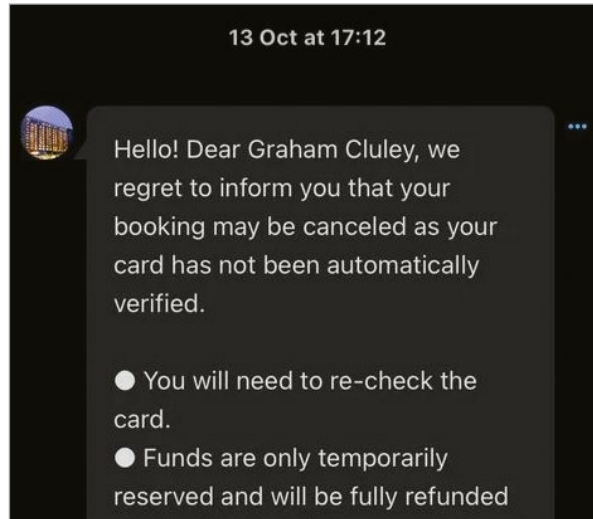 13 Oct at 17:12
Hello! Dear Graham Cluley, we
regret to inform you that your
booking may be canceled as your
card has not been automatically
verified.
● You will need to re-check the
card.
● Funds are only temporarily
reserved and will be fully refunded